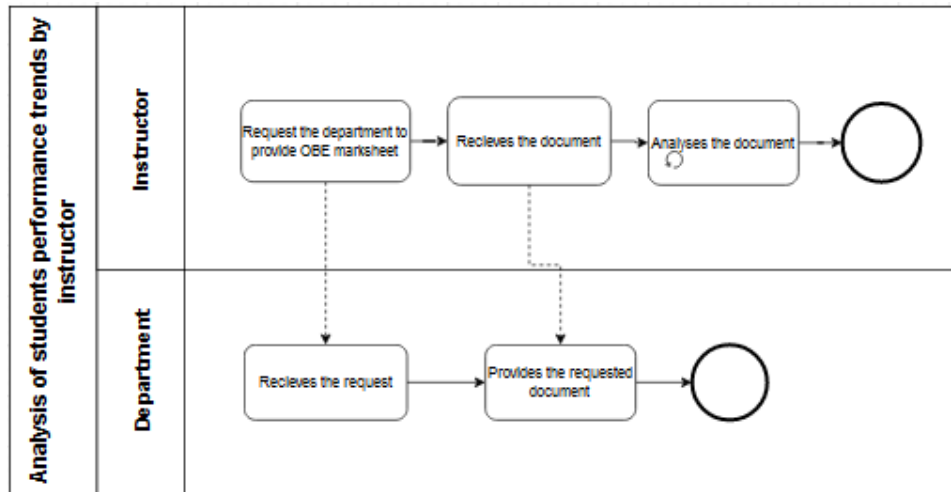 Analysis of students performance trends by
instructor
Instructor
Request the department to
provide OBE marksheet
Recieves the document
Analyses the document
Department
Recieves the request
Provides the requested
document